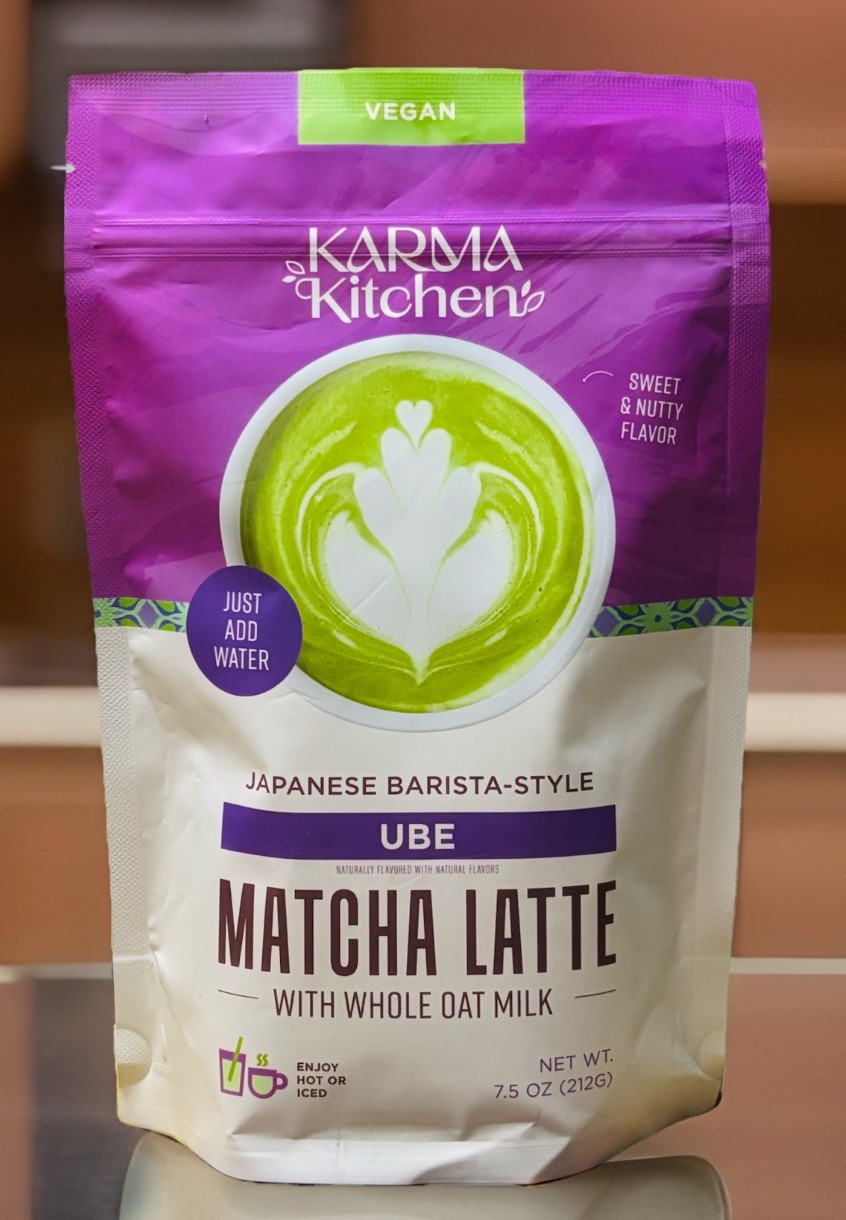 VEGAN
KARMA
Kitchen
SWEET
& NUTTY
FLAVOR
JUST
ADD
WATER
JAPANESE BARISTA-STYLE
UBE
NATURALLY FLAVORED WITH NATURAL FLAVORS
MATCHA LATTE
WITH WHOLE OAT MILK
ENJOY
HOT OR
ICED
NET WT.
7.5 OZ (212G)